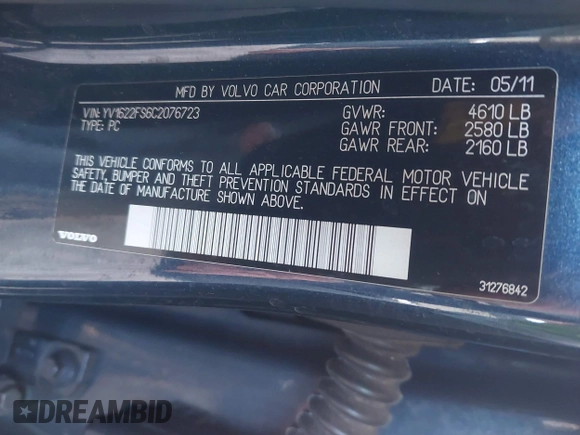 MFD BY VOLVO CAR CORPORATION DATE: 05/11
VIN: YV1622FS6C2076723
TYPE: PC
GVWR: 4610 LB
GAWR FRONT: 2580 LB
GAWR REAR: 2160 LB
THIS VEHICLE CONFORMS TO ALL APPLICABLE FEDERAL MOTOR VEHICLE
SAFETY, BUMPER AND THEFT PREVENTION STANDARDS IN EFFECT ON
THE DATE OF MANUFACTURE SHOWN ABOVE.
VOLVO
31276842
DREAMBID